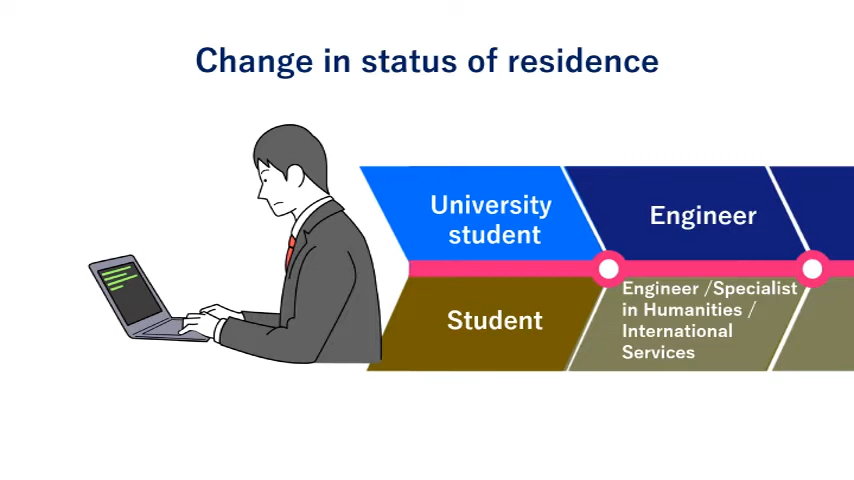 Change in status of residence
University
student
Engineer
Student
Engineer /Specialist
in Humanities /
International
Services